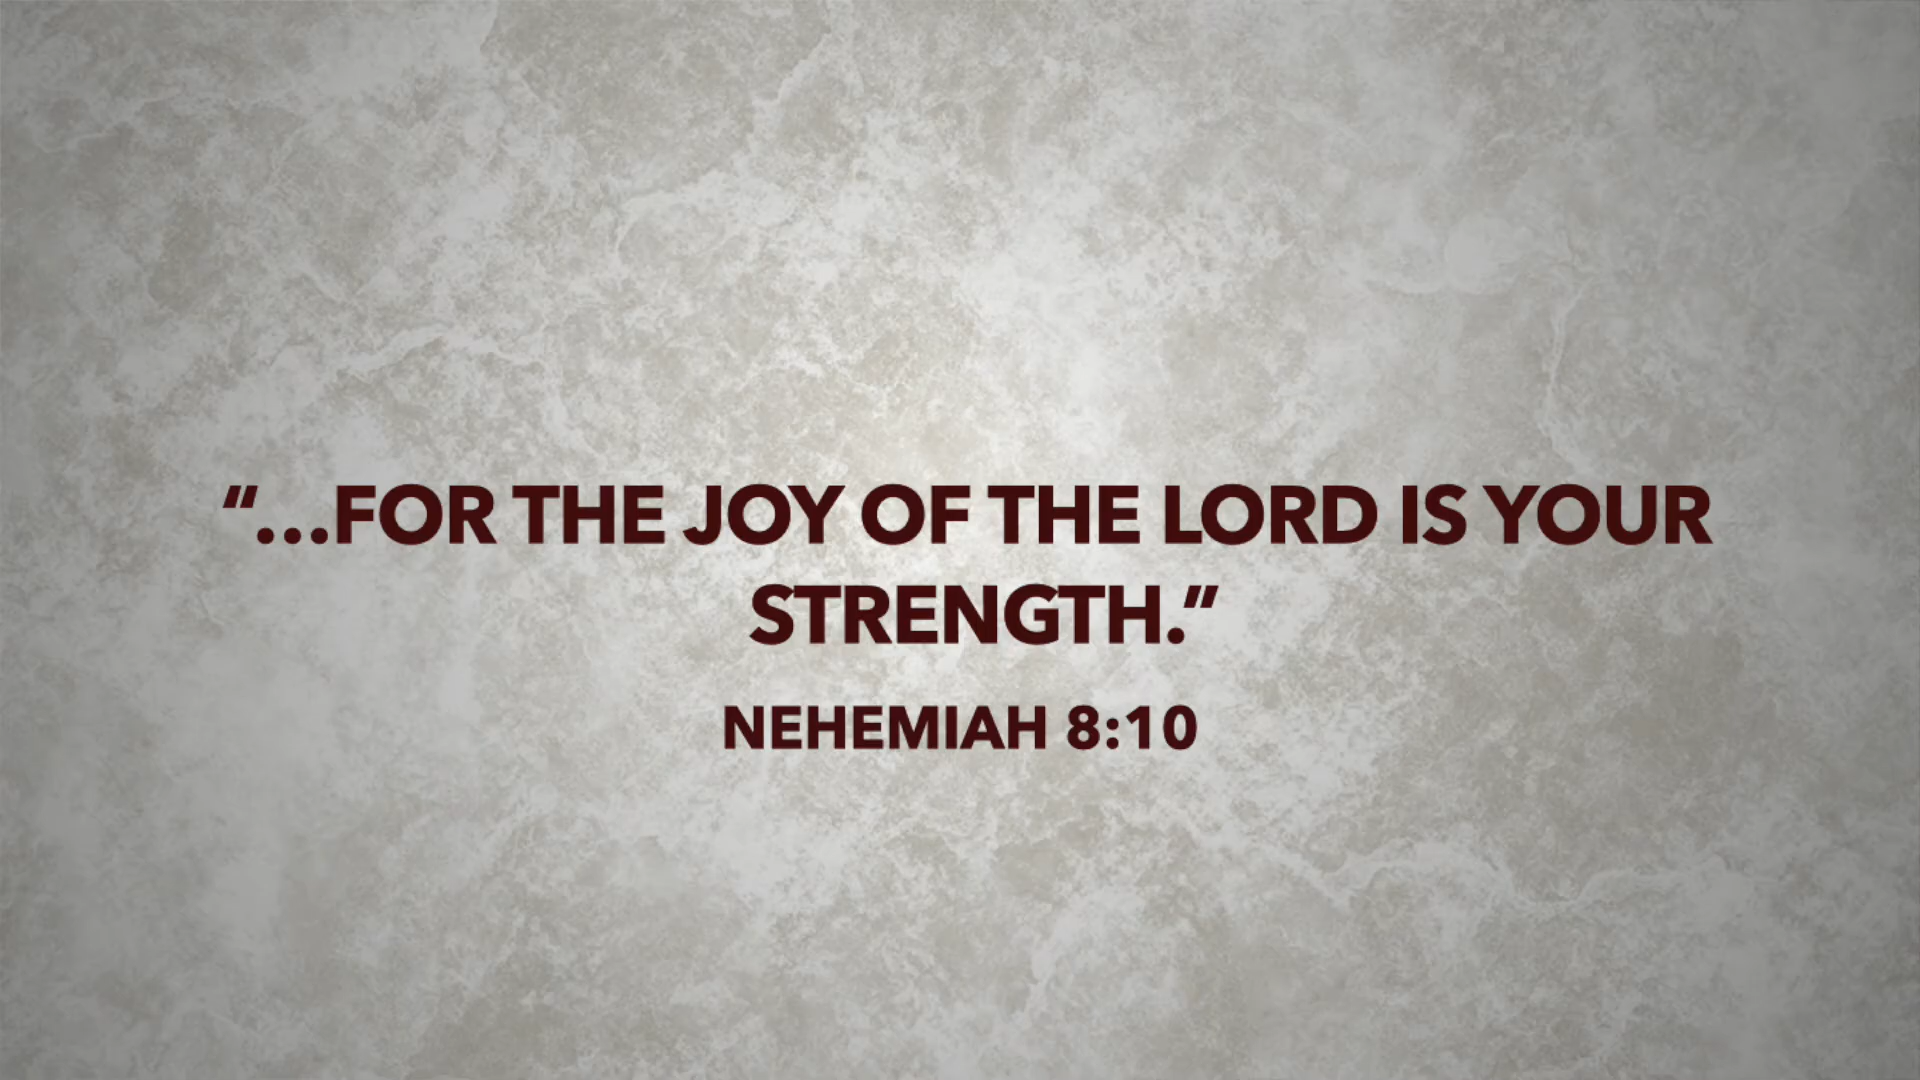 “...FOR THE JOY OF THE LORD IS YOUR
STRENGTH.”
NEHEMIAH 8:10